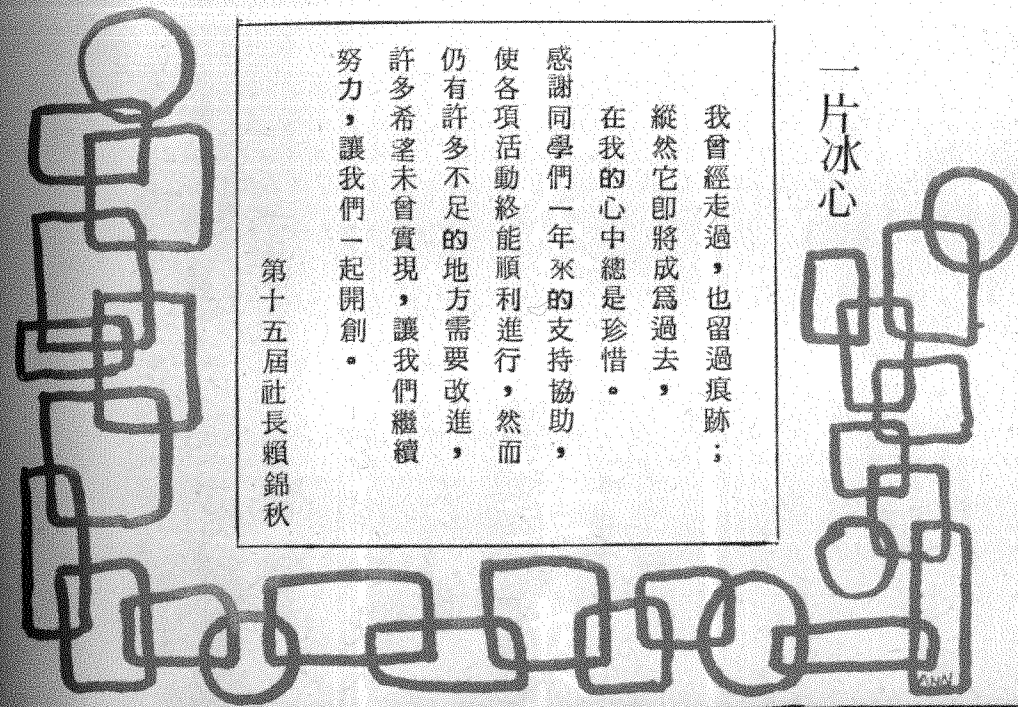 一片冰心
我曾經走過，也留過痕跡；
縱然它即將成為過去，
在我的心中總是珍惜。
感謝同學們一年來的支持協助，
使各項活動終能順利進行，然而
仍有許多不足的地方需要改進，
許多希望未曾實現，讓我們繼續
努力，讓我們一起開創。
第十五屆社長賴錦秋